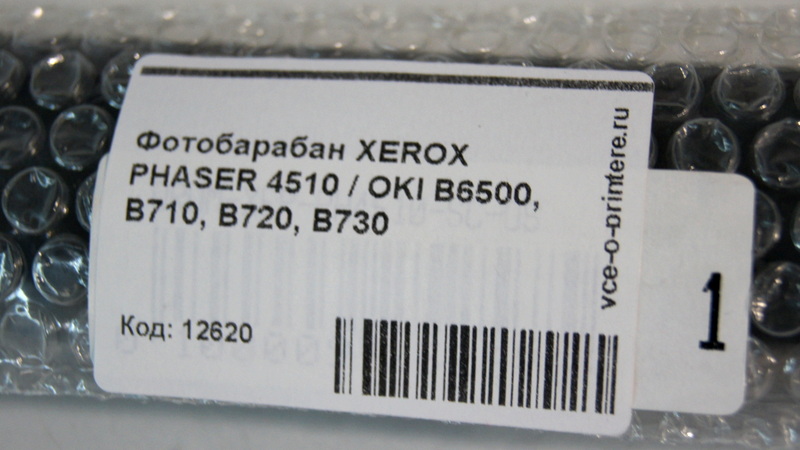 Фотобарабан XEROX
PHASER 4510 / OKI B6500,
B710, B720, B730
Код: 12620
vce-o-printere.ru
1